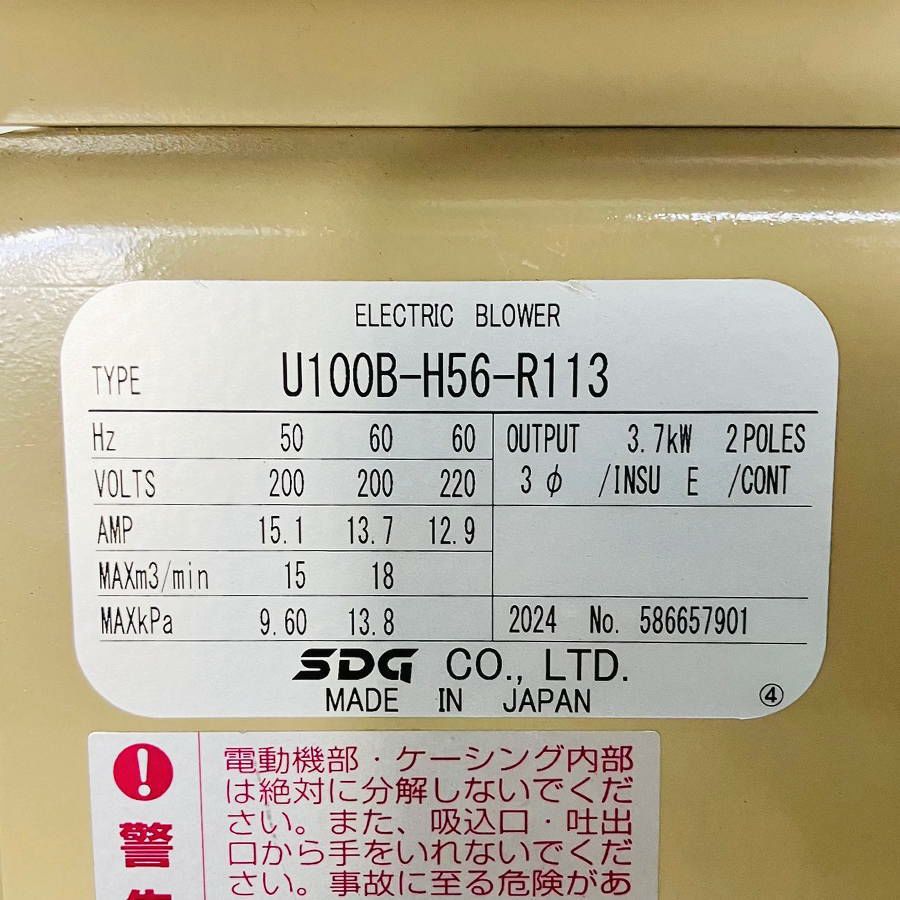 ELECTRIC BLOWER
TYPE U100B-H56-R113
Hz 50 60 60 OUTPUT 3.7kW 2POLES
VOLTS 200 200 220 3φ /INSU E /CONT
AMP 15.1 13.7 12.9
MAXm3/min 15 18
MAXkPa 9.60 13.8 2024 No. 586657901
SDG CO., LTD.
MADE IN JAPAN ④
警
電動機部・ケーシング内部
は絶対に分解しないでくだ
さい。また、吸込口・吐出
口から手をいれないでくだ
さい。事故に至る危険があ